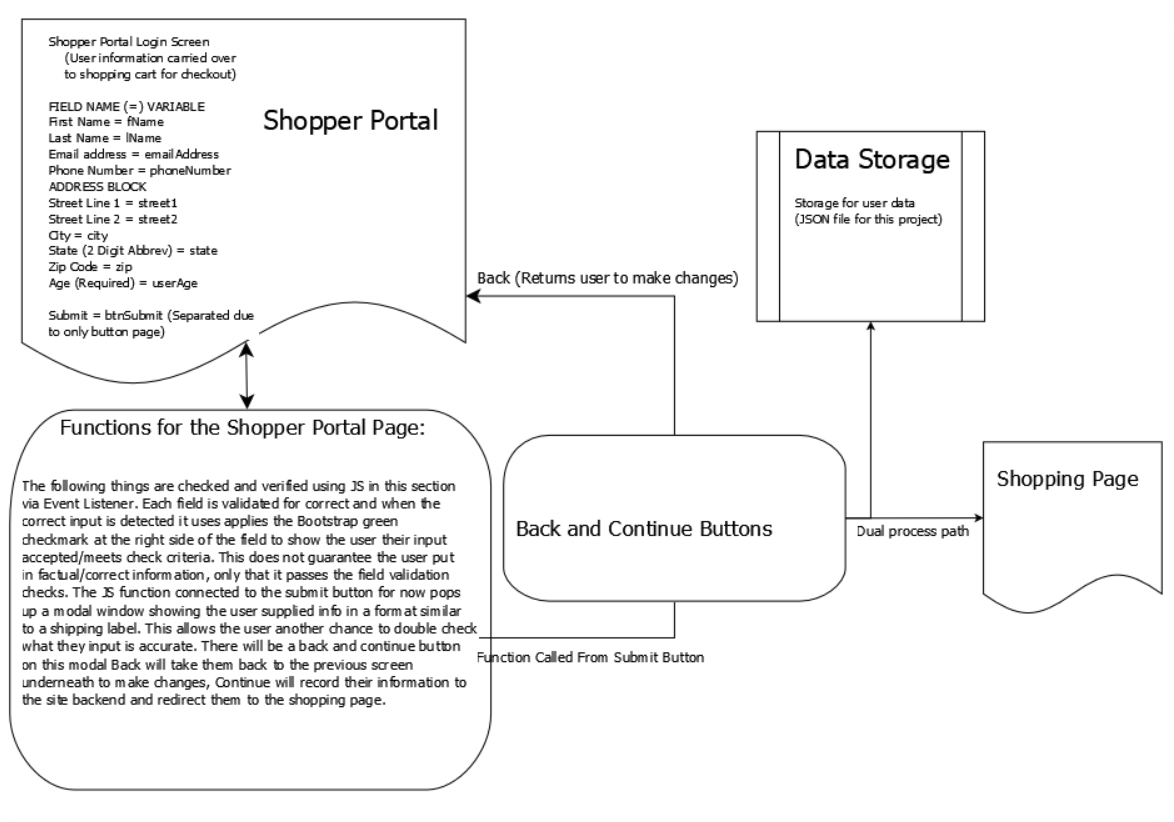 Shopper Portal Login Screen
(User information carried over
to shopping cart for checkout)
FIELD NAME (=) VARIABLE
First Name = fName
Last Name = lName
Email address = emailAddress
Phone Number = phoneNumber
ADDRESS BLOCK
Street Line 1 = street1
Street Line 2 = street2
City = city
State (2 Digit Abbrev) = state
Zip Code = zip
Age (Required) = userAge
Submit = btnSubmit (Separated due
to only button page)
Shopper Portal
Data Storage
Storage for user data
(JSON file for this project)
Back (Returns user to make changes)
Functions for the Shopper Portal Page:
The following things are checked and verified using JS in this section
via Event Listener. Each field is validated for correct and when the
correct input is detected it uses applies the Bootstrap green
checkmark at the right side of the field to show the user their input
accepted/meets check criteria. This does not guarantee the user put
in factual/correct information, only that it passes the field validation
checks. The JS function connected to the submit button for now pops
up a modal window showing the user supplied info in a format similar
to a shipping label. This allows the user another chance to double check
what they input is accurate. There will be a back and continue button
on this modal Back will take them back to the previous screen
underneath to make changes, Continue will record their information to
the site backend and redirect them to the shopping page.
Back and Continue Buttons
Function Called From Submit Button
Dual process path
Shopping Page